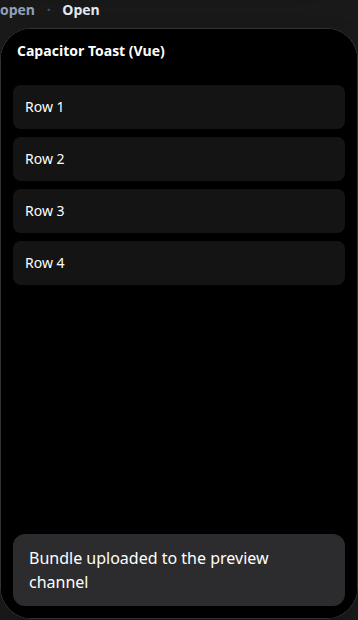 open · Open
Capacitor Toast (Vue)
Row 1
Row 2
Row 3
Row 4
Bundle uploaded to the preview
channel